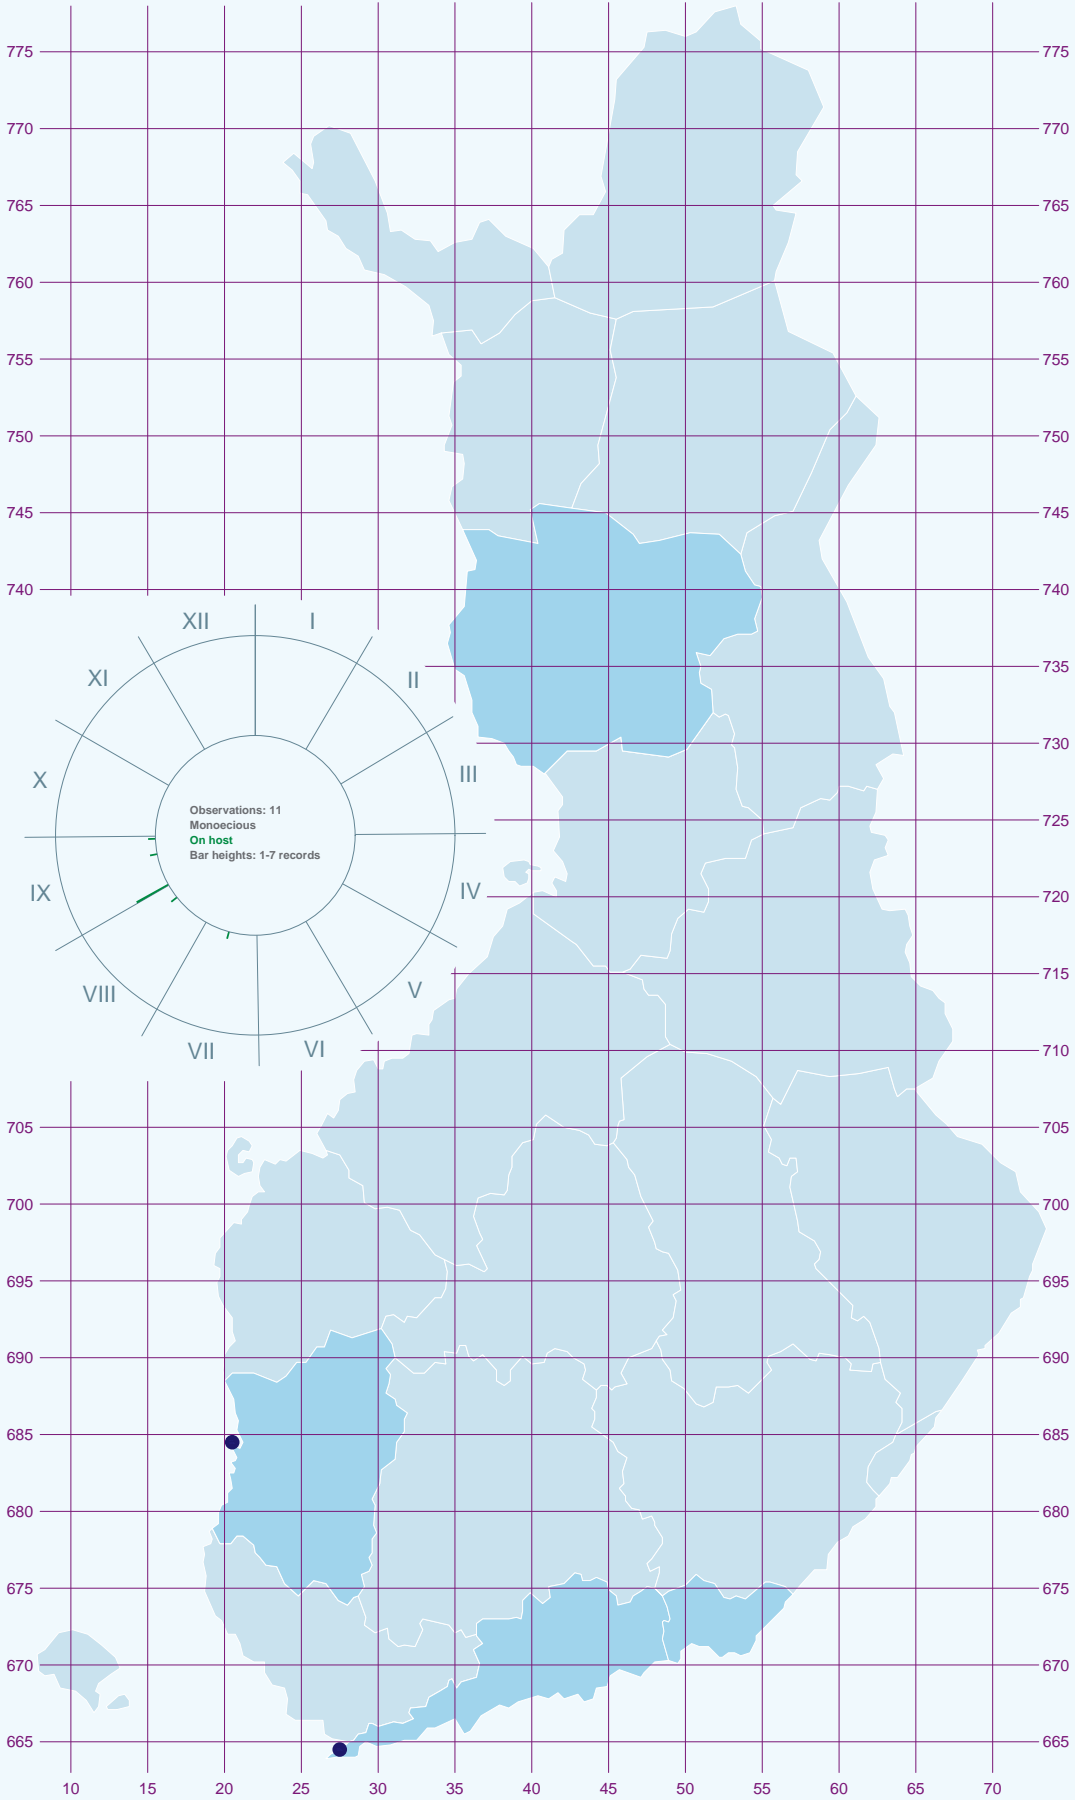 775 775
770 770
765 765
760 760
755 755
750 750
745 745
740 740
XII I
XI II
735
730
X III
725
Observations: 11
Monoecious
On host
Bar heights: 1-7 records
IX IV
720
715
VIII V
VII VI
710
705 705
700 700
695 695
690 690
685 685
680 680
675 675
670 670
665 665
10 15 20 25 30 35 40 45 50 55 60 65 70